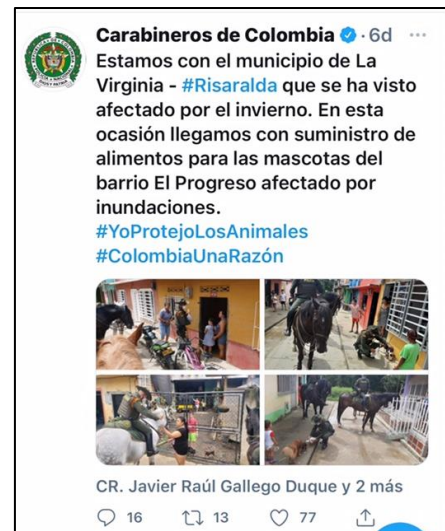 Carabineros de Colombia · 6d ···
Estamos con el municipio de La
Virginia - #Risaralda que se ha visto
afectado por el invierno. En esta
ocasión llegamos con suministro de
alimentos para las mascotas del
barrio El Progreso afectado por
inundaciones.
#YoProtejoLosAnimales
#ColombiaUnaRazón
CR. Javier Raúl Gallego Duque y 2 más
16 13 77